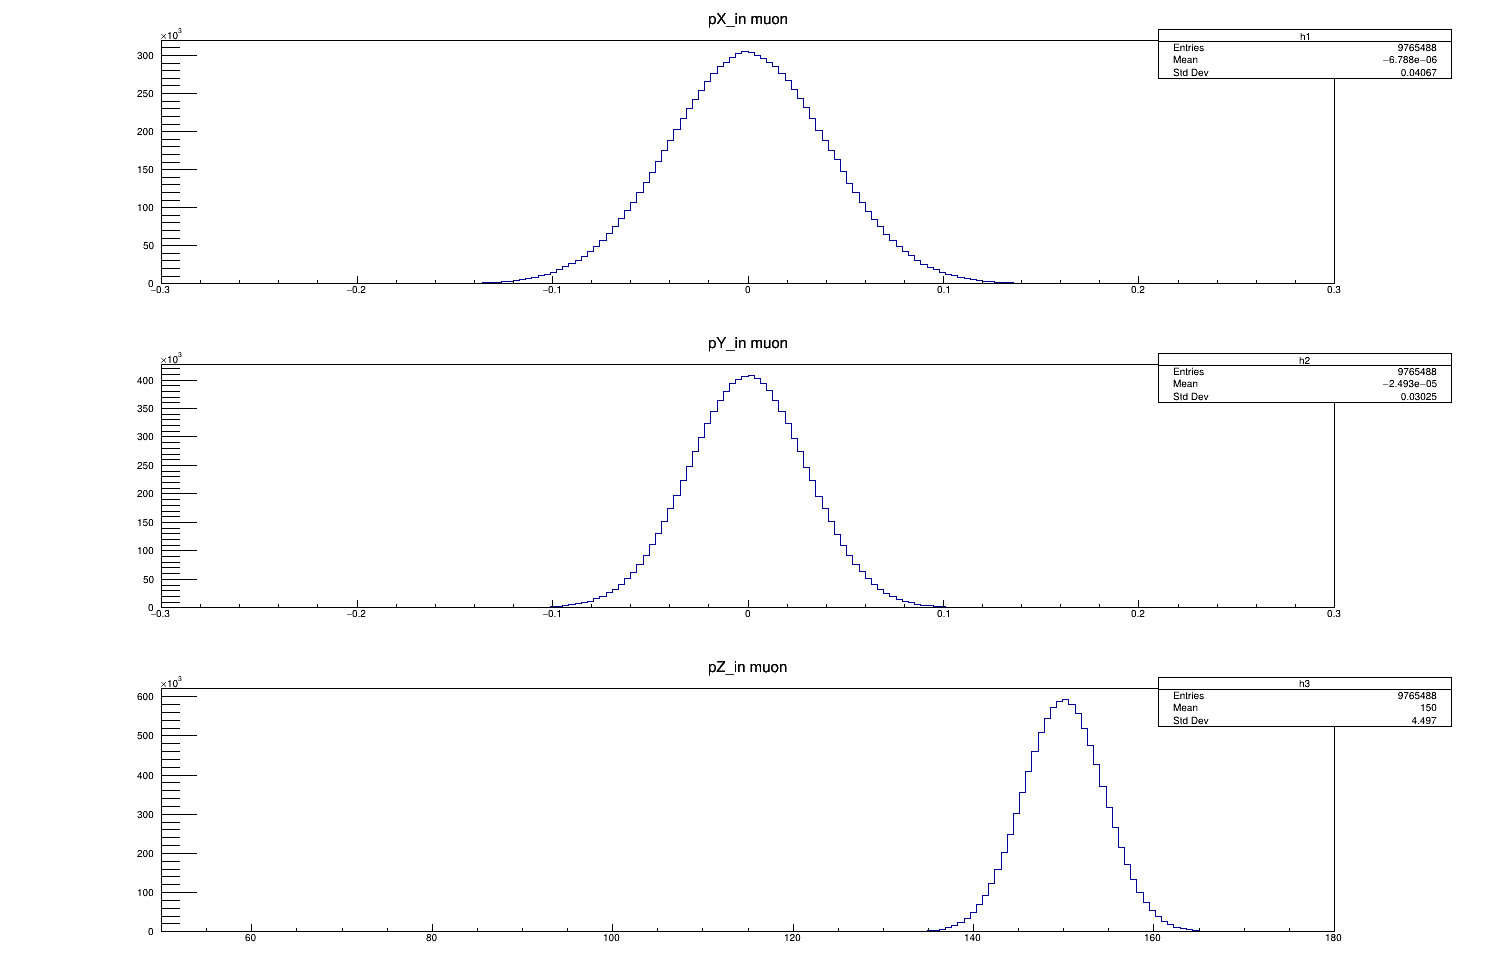 pX_in muon
×10³
300
250
200
150
100
50
0
−0.3 −0.2 −0.1 0 0.1 0.2 0.3
h1
Entries 9765488
Mean −6.788e−06
Std Dev 0.04067
pY_in muon
×10³
400
350
300
250
200
150
100
50
0
−0.3 −0.2 −0.1 0 0.1 0.2 0.3
h2
Entries 9765488
Mean −2.493e−05
Std Dev 0.03025
pZ_in muon
×10³
600
500
400
300
200
100
0
60 80 100 120 140 160 180
h3
Entries 9765488
Mean 150
Std Dev 4.497